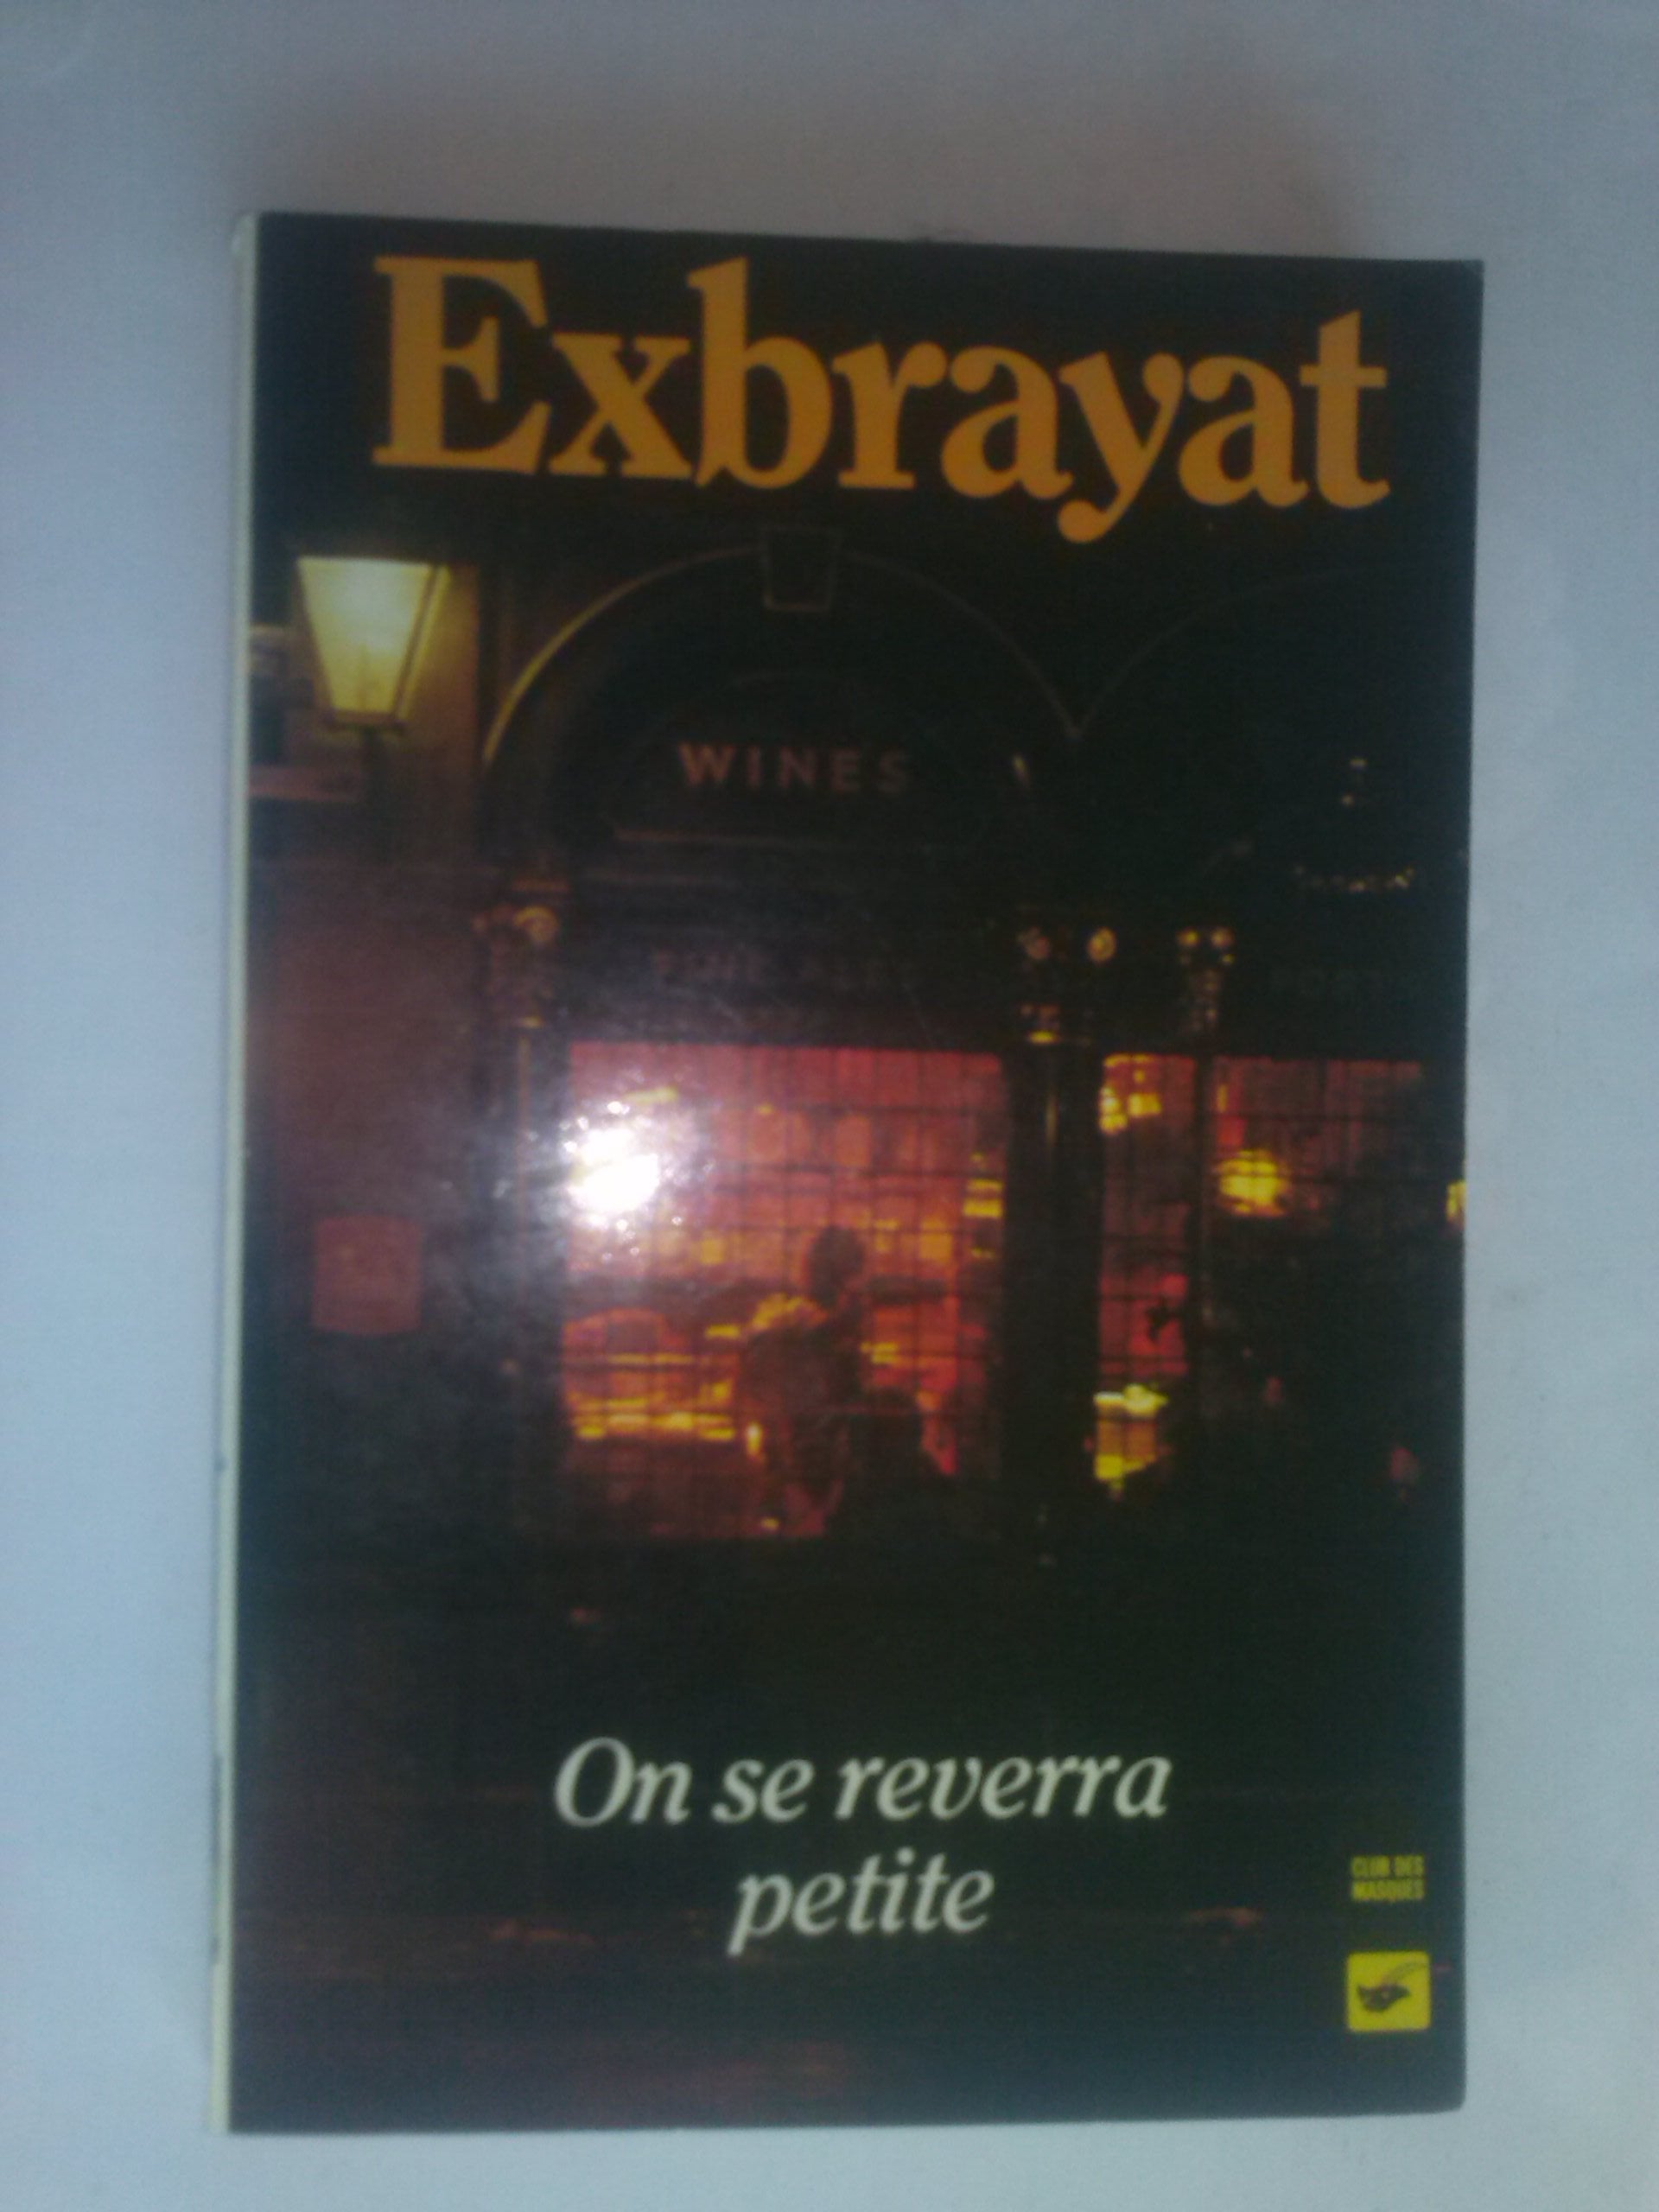 Exbrayat
WINES
On se reverra
petite
CLUB DES
MASQUES